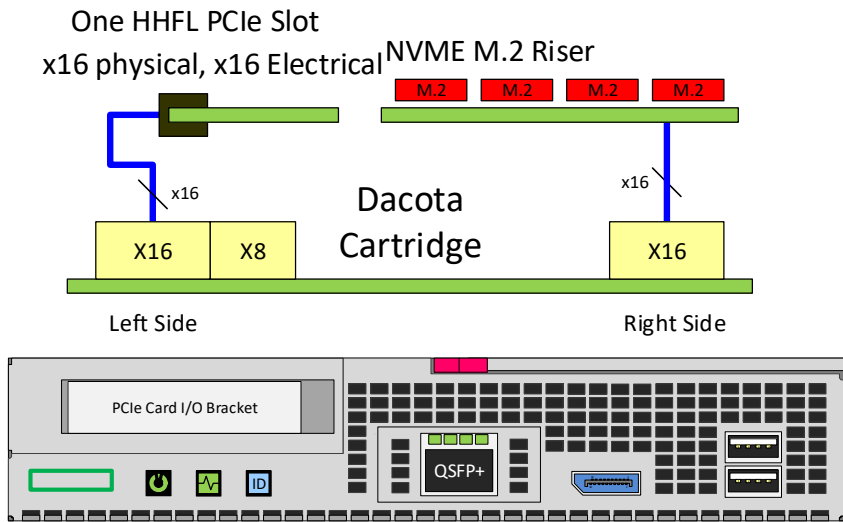 One HHFL PCIe Slot
x16 physical, x16 Electrical
NVME M.2 Riser
M.2 M.2 M.2 M.2
x16
x16
Dacota
Cartridge
X16 X8
X16
Left Side
Right Side
PCIe Card I/O Bracket
QSFP+
ID